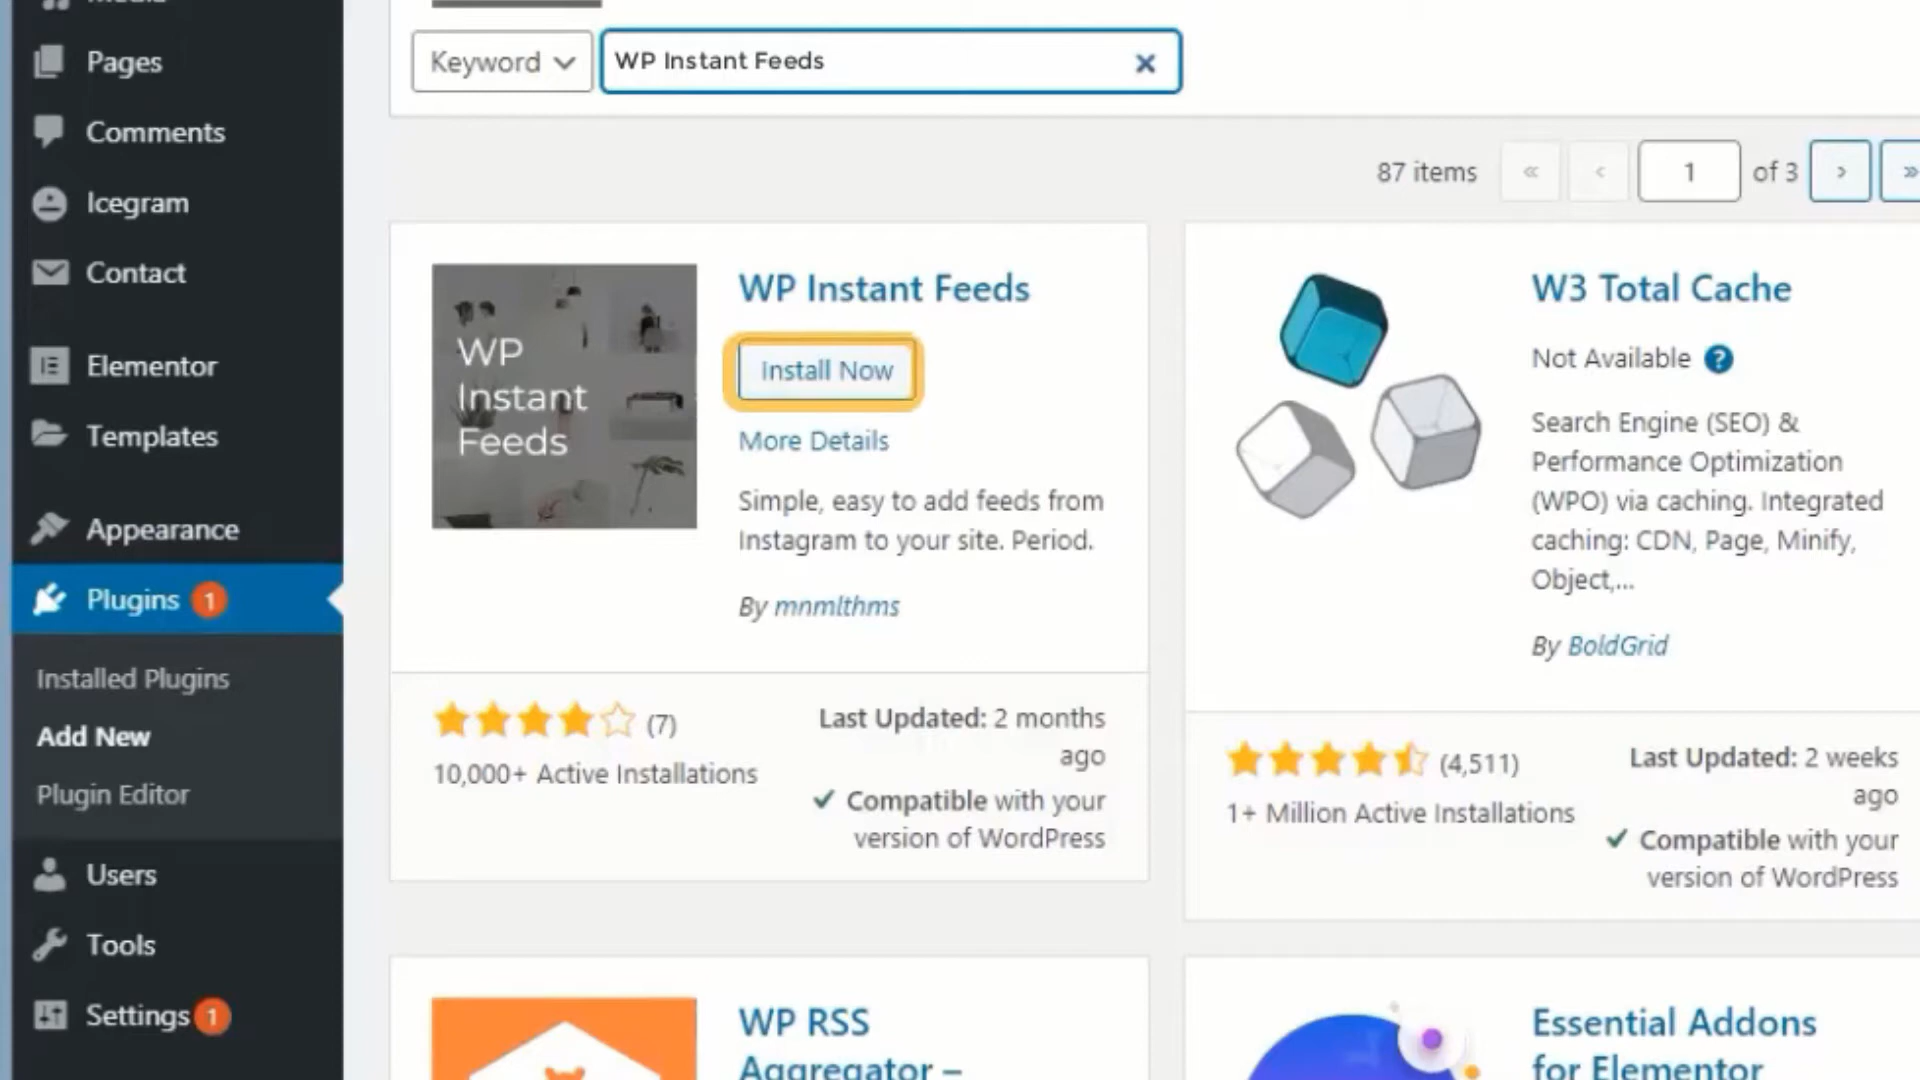 Pages
Comments
Icegram
Contact
Elementor
Templates
Appearance
Plugins 1
Installed Plugins
Add New
Plugin Editor
Users
Tools
Settings 1
Keyword
WP Instant Feeds
87 items « ‹ 1 of 3 › »
WP
Instant
Feeds
WP Instant Feeds
Install Now
More Details
Simple, easy to add feeds from
Instagram to your site. Period.
By mnmlthms
(7)
10,000+ Active Installations
Last Updated: 2 months
ago
Compatible with your
version of WordPress
W3 Total Cache
Not Available ?
Search Engine (SEO) &
Performance Optimization
(WPO) via caching. Integrated
caching: CDN, Page, Minify,
Object,...
By BoldGrid
(4,511)
1+ Million Active Installations
Last Updated: 2 weeks
ago
Compatible with your
version of WordPress
WP RSS
Aggregator –
Essential Addons
for Elementor